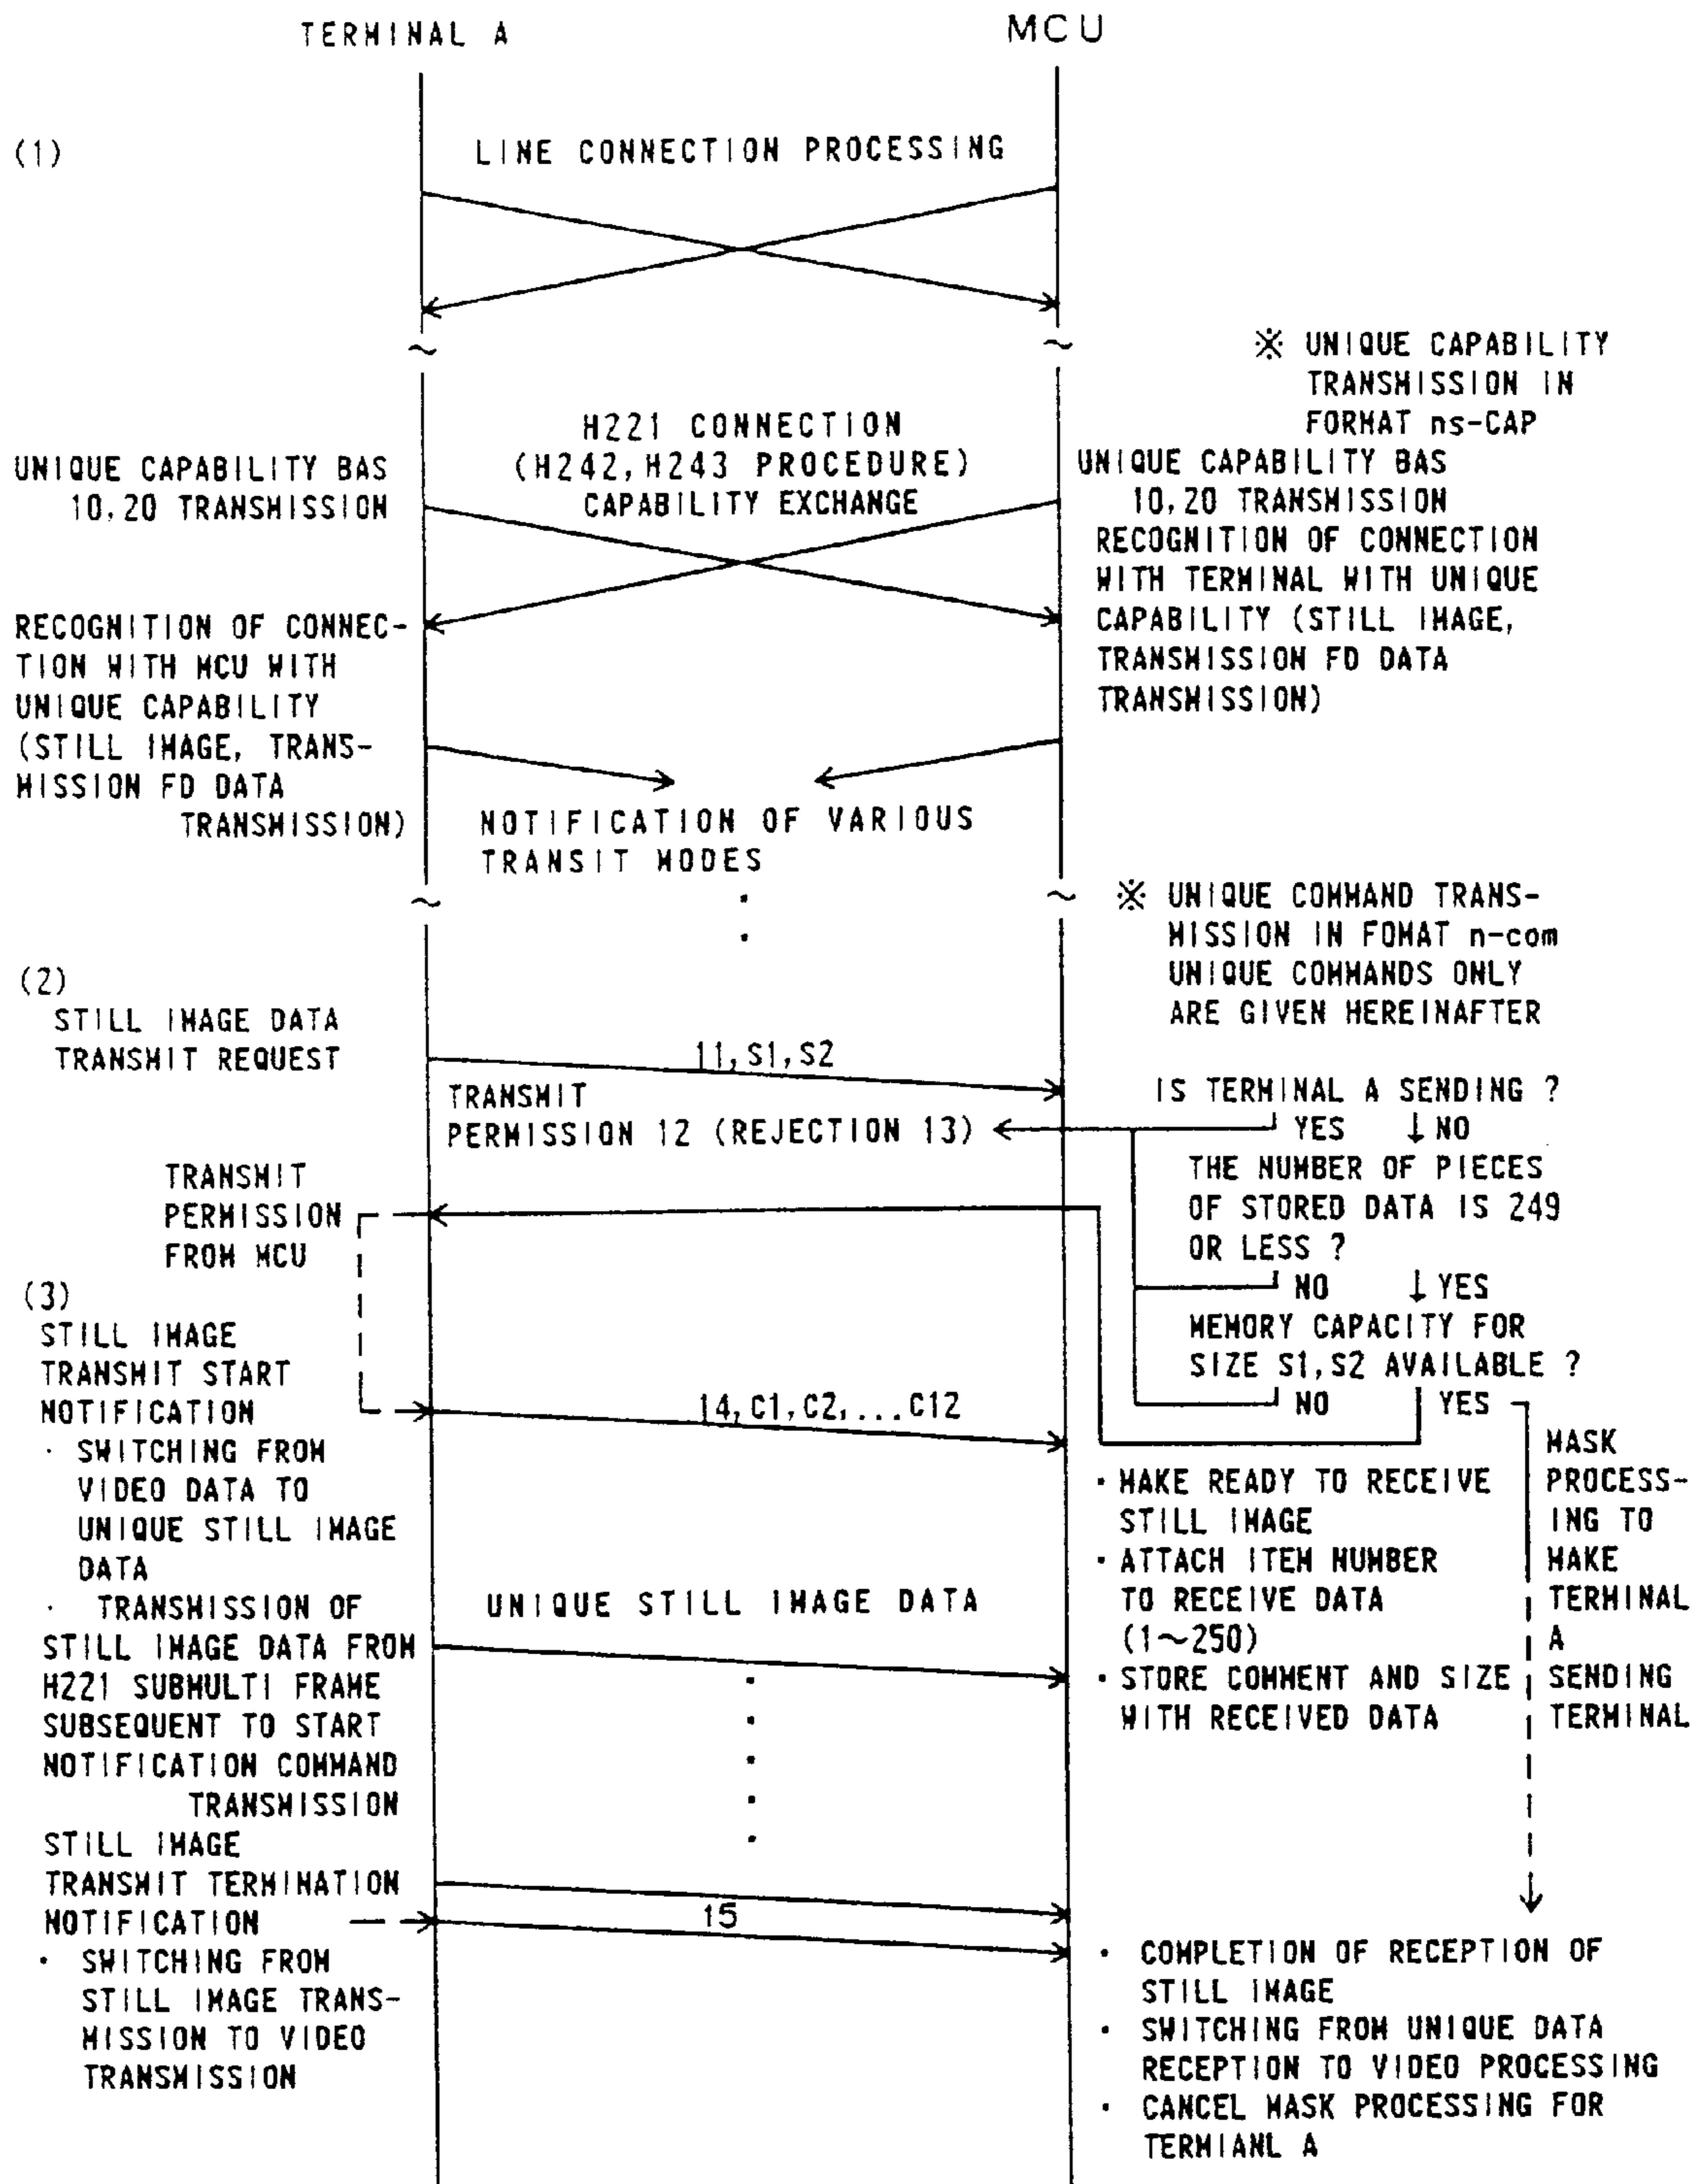 TERMINAL A
MCU
(1)
LINE CONNECTION PROCESSING
※ UNIQUE CAPABILITY
TRANSMISSION IN
FORMAT ns-CAP
H221 CONNECTION
(H242,H243 PROCEDURE)
CAPABILITY EXCHANGE
UNIQUE CAPABILITY BAS
10,20 TRANSMISSION
UNIQUE CAPABILITY BAS
10,20 TRANSMISSION
RECOGNITION OF CONNECTION
WITH TERMINAL WITH UNIQUE
CAPABILITY (STILL IMAGE,
TRANSMISSION FD DATA
TRANSMISSION)
RECOGNITION OF CONNEC-
TION WITH MCU WITH
UNIQUE CAPABILITY
(STILL IMAGE, TRANS-
MISSION FD DATA
TRANSMISSION)
NOTIFICATION OF VARIOUS
TRANSIT MODES
※ UNIQUE COMMAND TRANS-
MISSION IN FOMAT n-com
UNIQUE COMMANDS ONLY
ARE GIVEN HEREINAFTER
(2)
STILL IMAGE DATA
TRANSMIT REQUEST
11,S1,S2
IS TERMINAL A SENDING ?
YES NO
TRANSMIT
PERMISSION 12 (REJECTION 13)
THE NUMBER OF PIECES
OF STORED DATA IS 249
OR LESS ?
NO YES
TRANSMIT
PERMISSION
FROM MCU
MEMORY CAPACITY FOR
SIZE S1,S2 AVAILABLE ?
NO YES
(3)
STILL IMAGE
TRANSMIT START
NOTIFICATION
14,C1,C2,...C12
· SWITCHING FROM
VIDEO DATA TO
UNIQUE STILL IMAGE
DATA
· TRANSMISSION OF
STILL IMAGE DATA FROM
H221 SUBMULTI FRAME
SUBSEQUENT TO START
NOTIFICATION COMMAND
TRANSMISSION
UNIQUE STILL IMAGE DATA
· MAKE READY TO RECEIVE
STILL IMAGE
· ATTACH ITEM NUMBER
TO RECEIVE DATA
(1～250)
· STORE COMMENT AND SIZE
WITH RECEIVED DATA
MASK
PROCESS-
ING TO
MAKE
TERMINAL
A
SENDING
TERMINAL
STILL IMAGE
TRANSMIT TERMINATION
NOTIFICATION
15
· SWITCHING FROM
STILL IMAGE TRANS-
MISSION TO VIDEO
TRANSMISSION
· COMPLETION OF RECEPTION OF
STILL IMAGE
· SWITCHING FROM UNIQUE DATA
RECEPTION TO VIDEO PROCESSING
· CANCEL MASK PROCESSING FOR
TERMIANL A